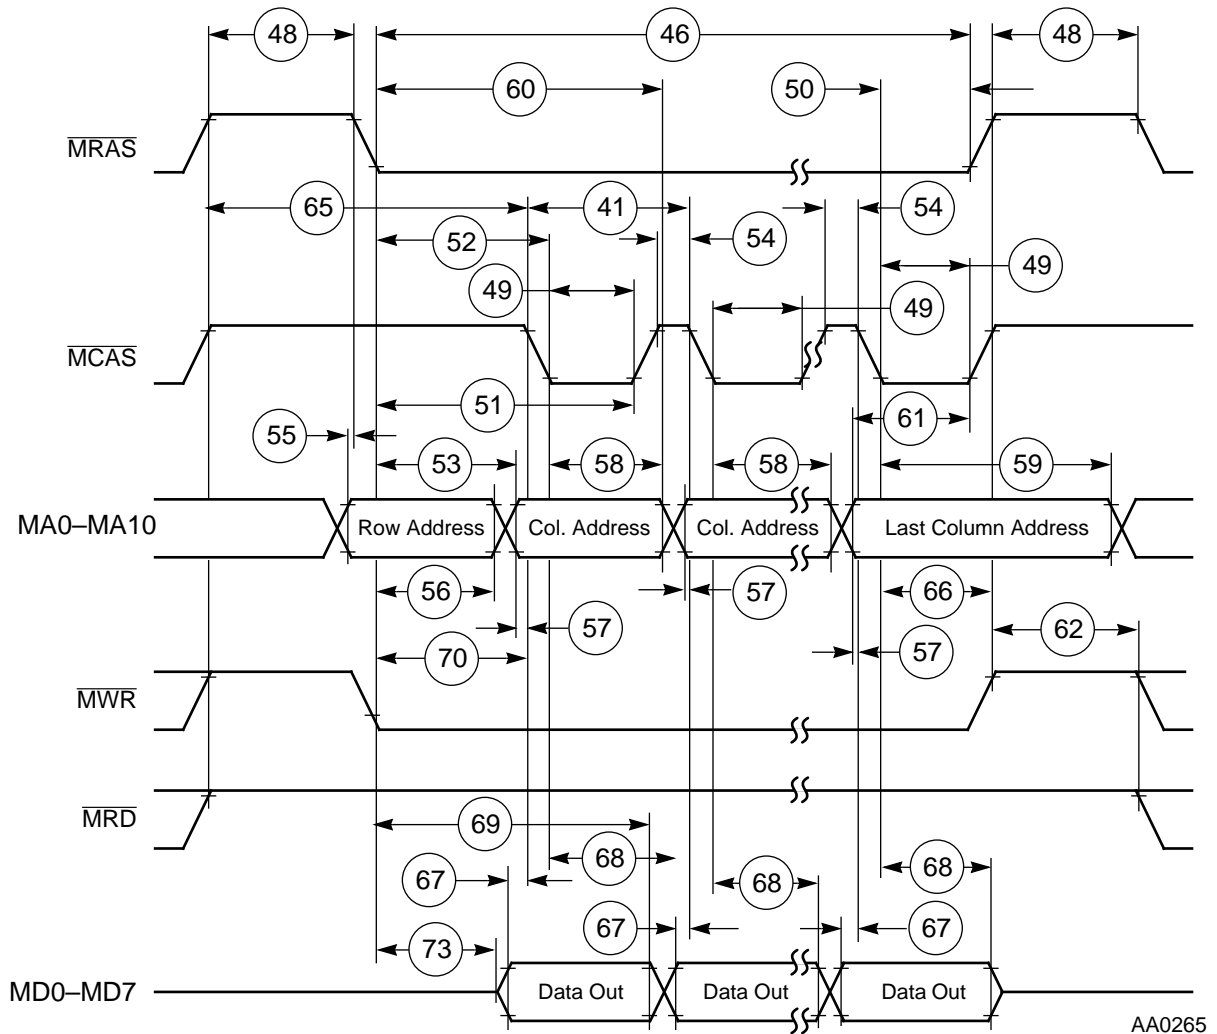 48
46
48
60
50
MRAS
65
41
54
52
54
49
49
49
MCAS
51
61
55
53
58
58
59
MA0–MA10
Row Address
Col. Address
Col. Address
Last Column Address
56
57
66
57
62
70
57
MWR
MRD
69
68
67
68
68
67
67
73
MD0–MD7
Data Out
Data Out
Data Out
AA0265